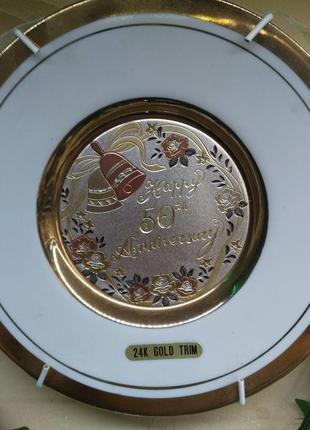 Happy
50th
Anniversary
24K GOLD TRIM